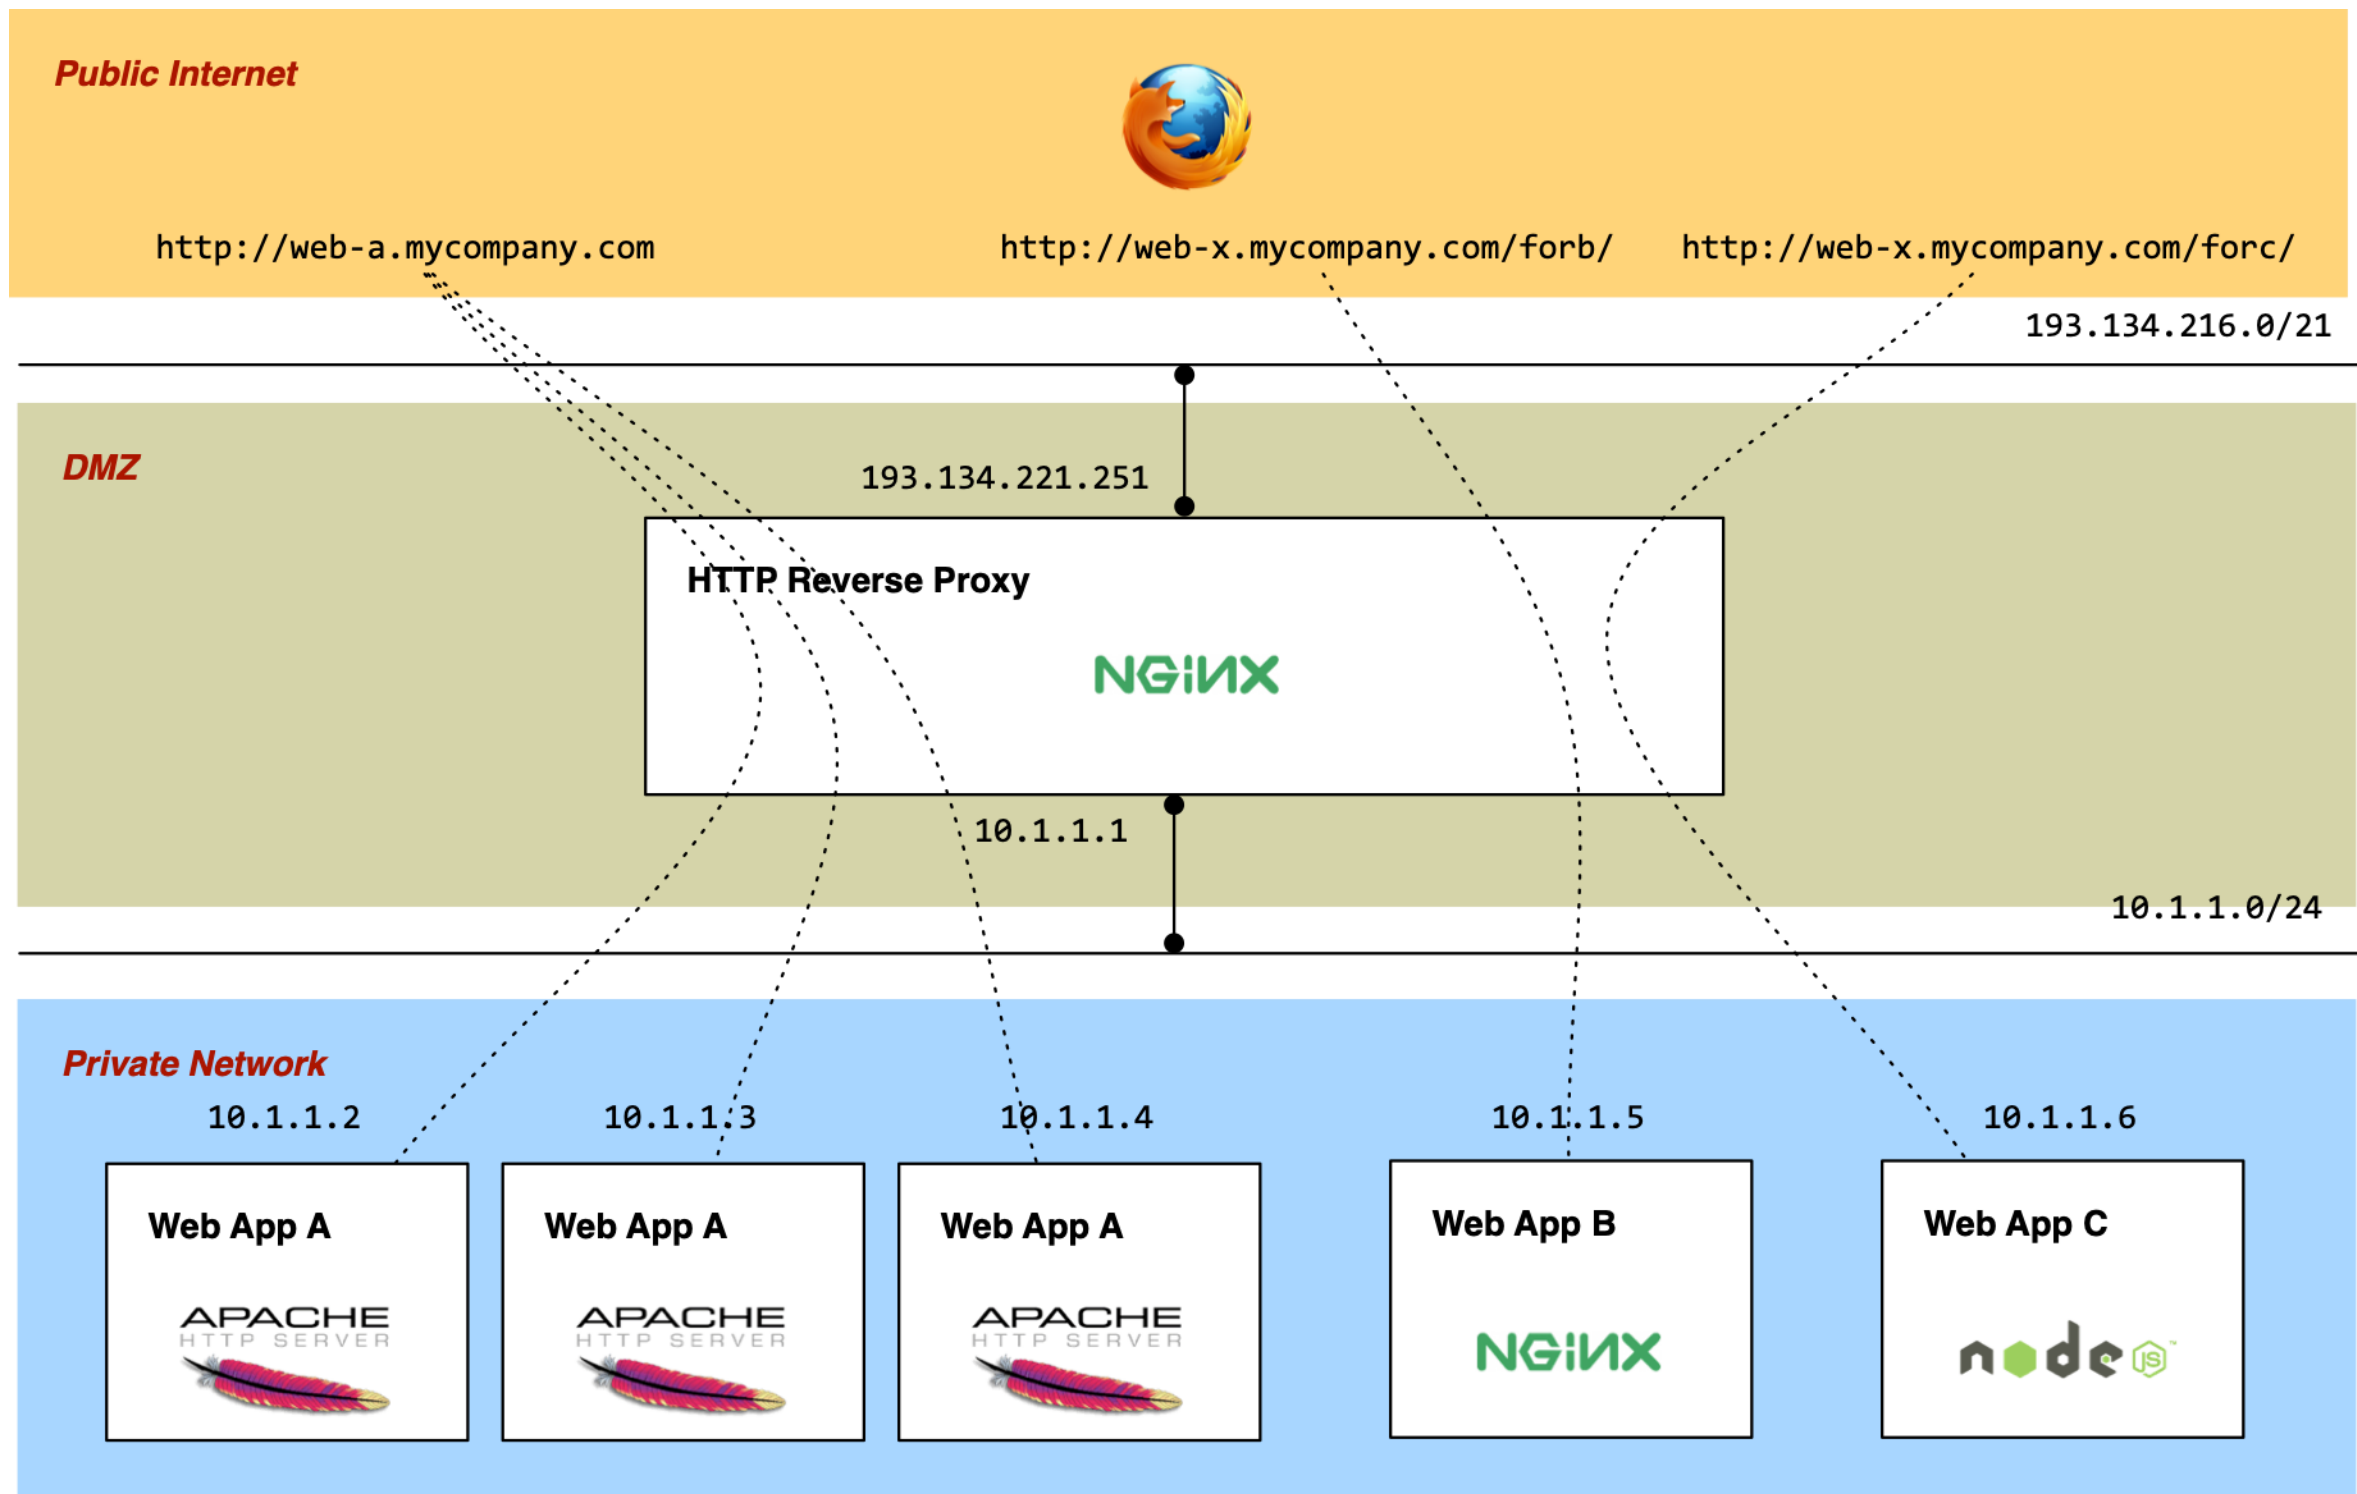 Public Internet
http://web-a.mycompany.com
http://web-x.mycompany.com/forb/
http://web-x.mycompany.com/forc/
193.134.216.0/21
DMZ
193.134.221.251
HTTP Reverse Proxy
NGINX
10.1.1.1
10.1.1.0/24
Private Network
10.1.1.2
10.1.1.3
10.1.1.4
10.1.1.5
10.1.1.6
Web App A
APACHE
HTTP SERVER
Web App A
APACHE
HTTP SERVER
Web App A
APACHE
HTTP SERVER
Web App B
NGINX
Web App C
node JS™